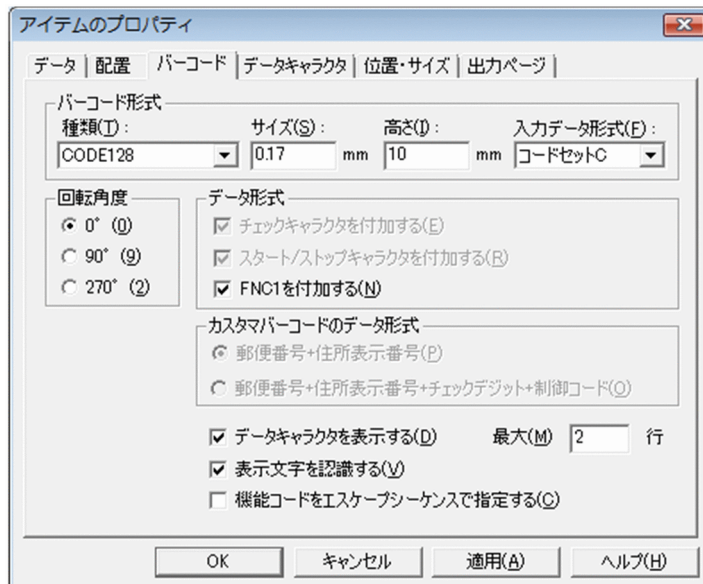 アイテムのプロパティ
データ 配置 バーコード データキャラクタ 位置・サイズ 出力ページ
バーコード形式
種類(T): サイズ(S): 高さ(I): 入力データ形式(F):
CODE128 0.17 mm 10 mm コードセットC
回転角度 データ形式
0° (0) チェックキャラクタを付加する(E)
90° (9) スタート/ストップキャラクタを付加する(R)
270° (2) FNC1を付加する(N)
カスタマバーコードのデータ形式
郵便番号+住所表示番号(P)
郵便番号+住所表示番号+チェックデジット+制御コード(O)
データキャラクタを表示する(D) 最大(M) 2 行
表示文字を認識する(V)
機能コードをエスケープシーケンスで指定する(C)
OK キャンセル 適用(A) ヘルプ(H)